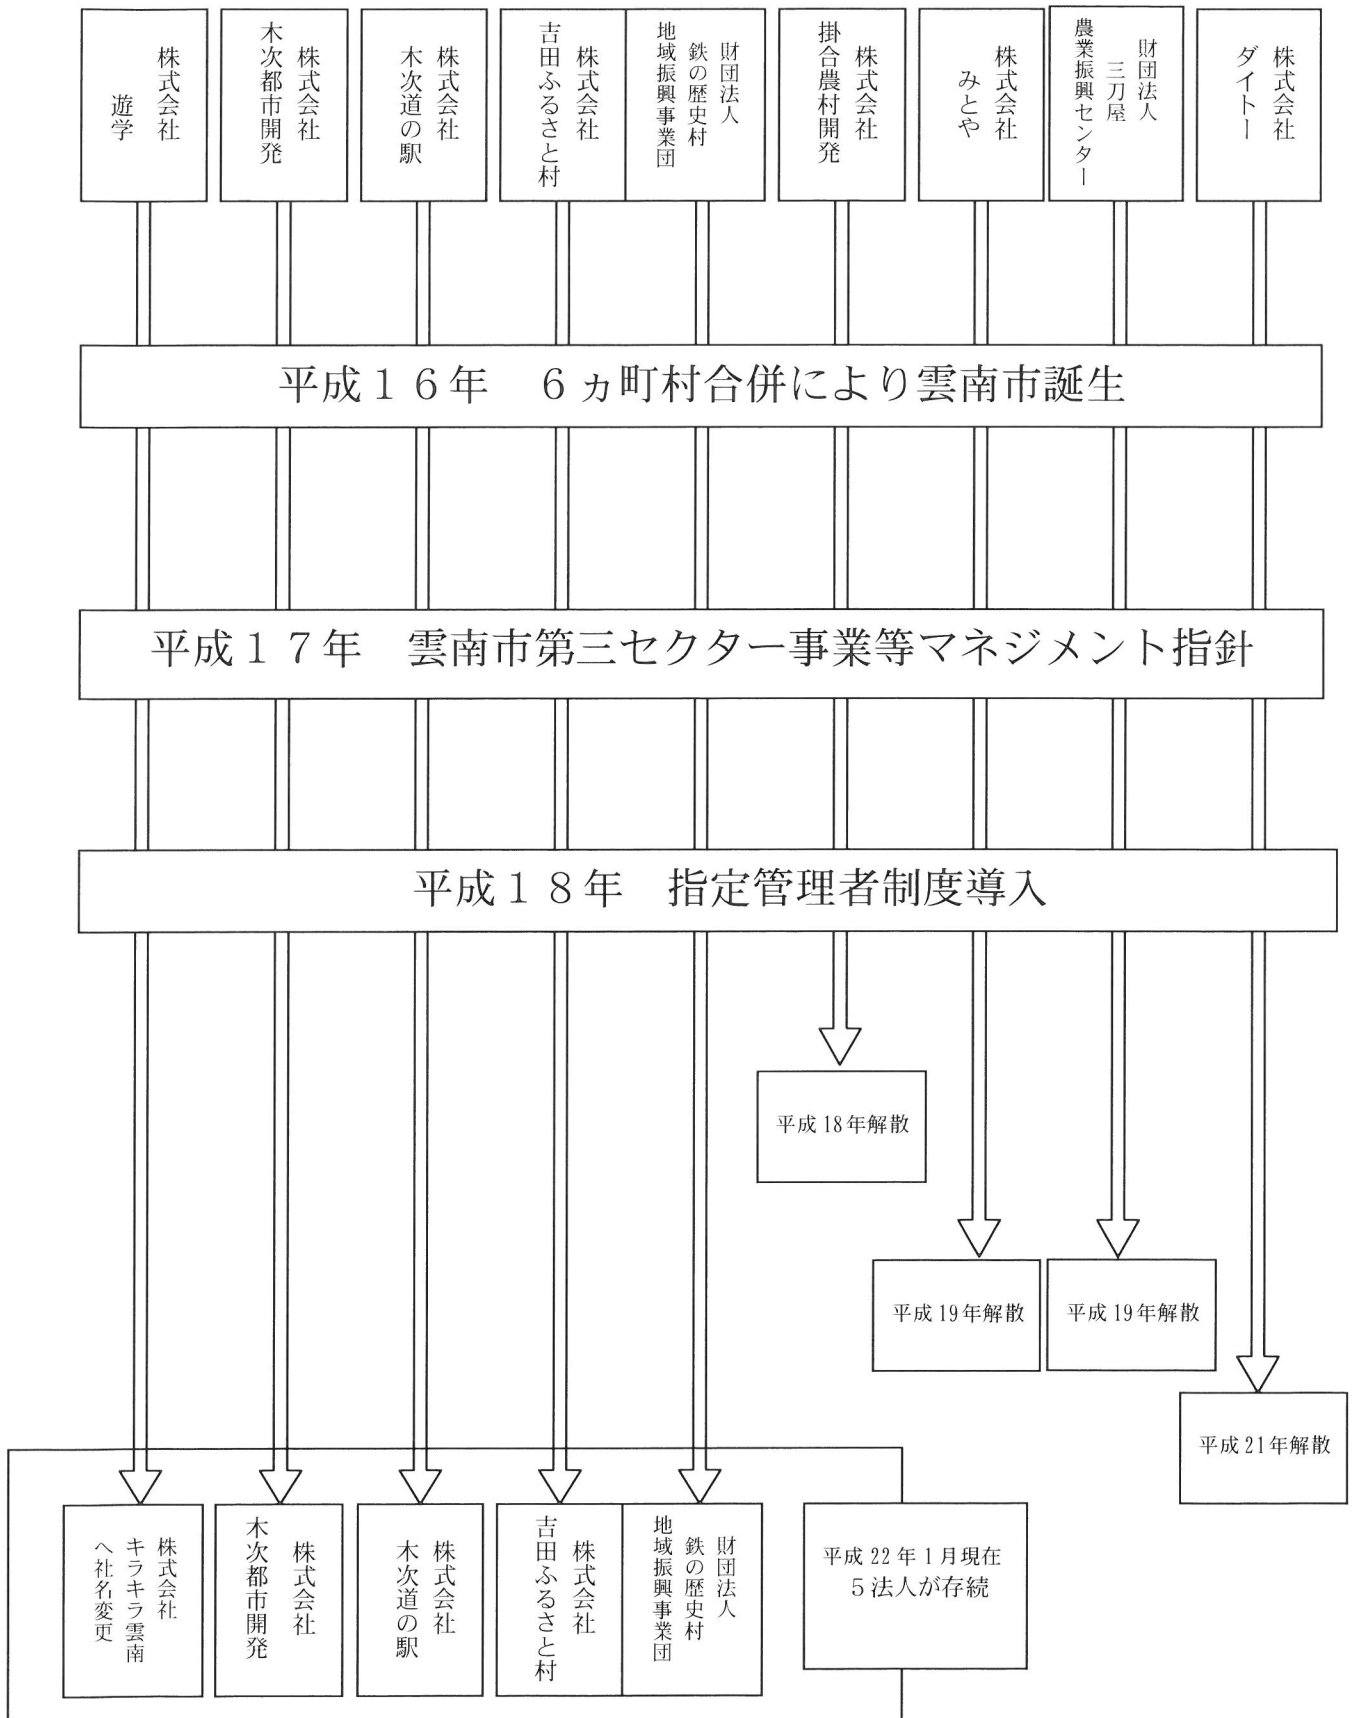 株式会社
遊学
株式会社
木次都市開発
株式会社
木次道の駅
株式会社
吉田ふるさと村
財団法人
鉄の歴史村
地域振興事業団
株式会社
掛合農村開発
株式会社
みとや
財団法人
三刀屋
農業振興センター
株式会社
ダイトー
平成16年　6ヵ町村合併により雲南市誕生
平成17年　雲南市第三セクター事業等マネジメント指針
平成18年　指定管理者制度導入
平成18年解散
平成19年解散
平成19年解散
平成21年解散
株式会社
キラキラ雲南
へ社名変更
株式会社
木次都市開発
株式会社
木次道の駅
株式会社
吉田ふるさと村
財団法人
鉄の歴史村
地域振興事業団
平成22年1月現在
5法人が存続